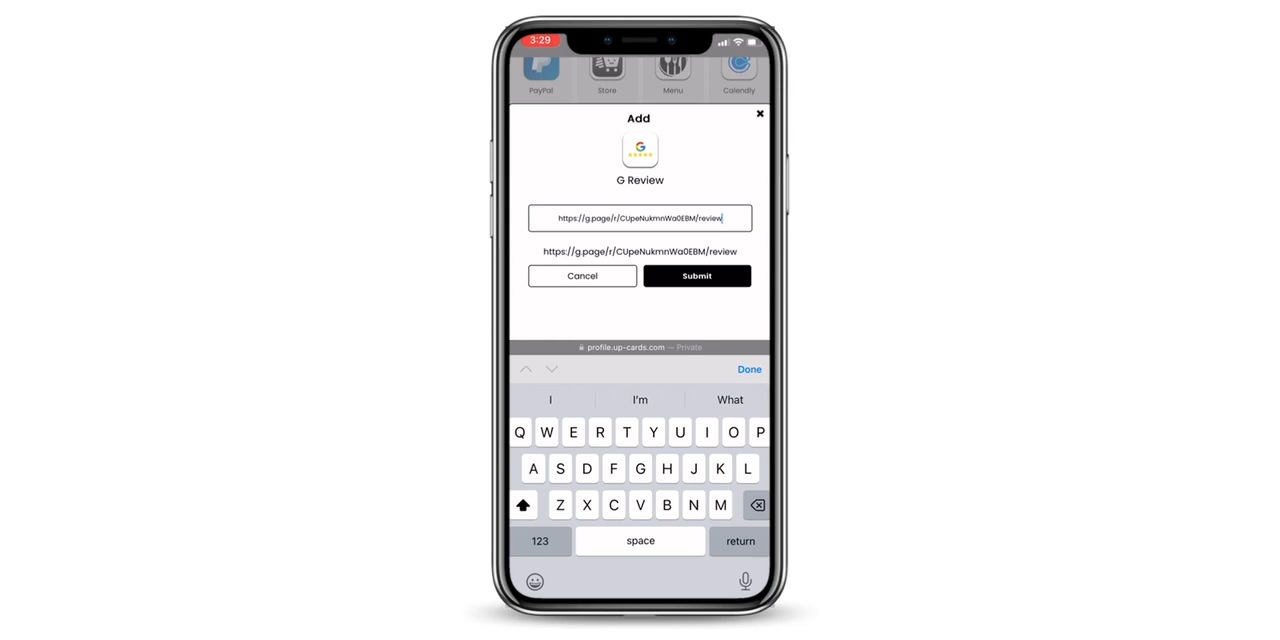 3:29
PayPal Store Menu Calendly
Add
G
G Review
https://g.page/r/CUpeNukmnWa0EBM/review
https://g.page/r/CUpeNukmnWa0EBM/review
Cancel Submit
profile.up-cards.com — Private
Done
I I'm What
Q W E R T Y U I O P
A S D F G H J K L
Z X C V B N M
123 space return